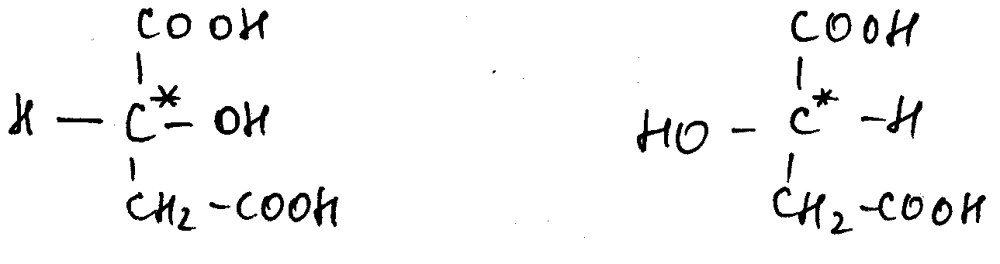 COOH COOH
H — C* — OH HO — C* — H
CH₂ — COOH CH₂ — COOH